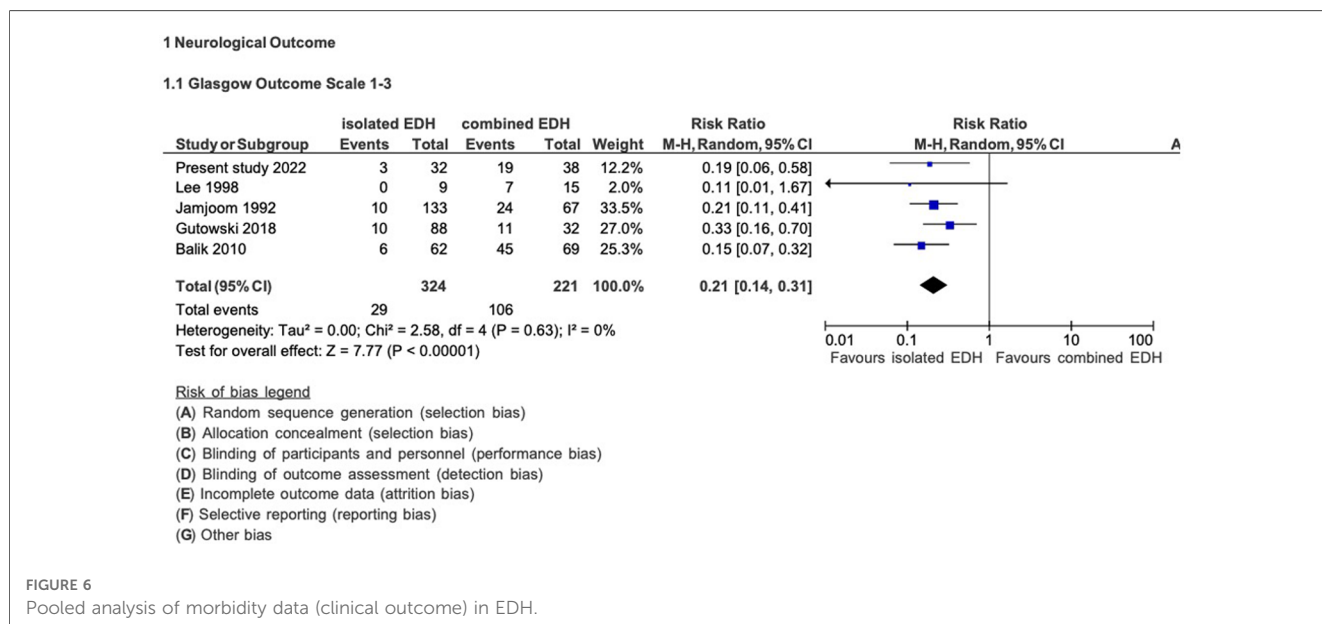 1 Neurological Outcome
1.1 Glasgow Outcome Scale 1-3
isolated EDH combined EDH Risk Ratio Risk Ratio
Study or Subgroup Events Total Events Total Weight M-H, Random, 95% CI M-H, Random, 95% CI A
Present study 2022 3 32 19 38 12.2% 0.19 [0.06, 0.58]
Lee 1998 0 9 7 15 2.0% 0.11 [0.01, 1.67]
Jamjoom 1992 10 133 24 67 33.5% 0.21 [0.11, 0.41]
Gutowski 2018 10 88 11 32 27.0% 0.33 [0.16, 0.70]
Balik 2010 6 62 45 69 25.3% 0.15 [0.07, 0.32]
Total (95% CI) 324 221 100.0% 0.21 [0.14, 0.31]
Total events 29 106
Heterogeneity: Tau² = 0.00; Chi² = 2.58, df = 4 (P = 0.63); I² = 0%
Test for overall effect: Z = 7.77 (P < 0.00001)
0.01 0.1 1 10 100
Favours isolated EDH Favours combined EDH
Risk of bias legend
(A) Random sequence generation (selection bias)
(B) Allocation concealment (selection bias)
(C) Blinding of participants and personnel (performance bias)
(D) Blinding of outcome assessment (detection bias)
(E) Incomplete outcome data (attrition bias)
(F) Selective reporting (reporting bias)
(G) Other bias
FIGURE 6
Pooled analysis of morbidity data (clinical outcome) in EDH.